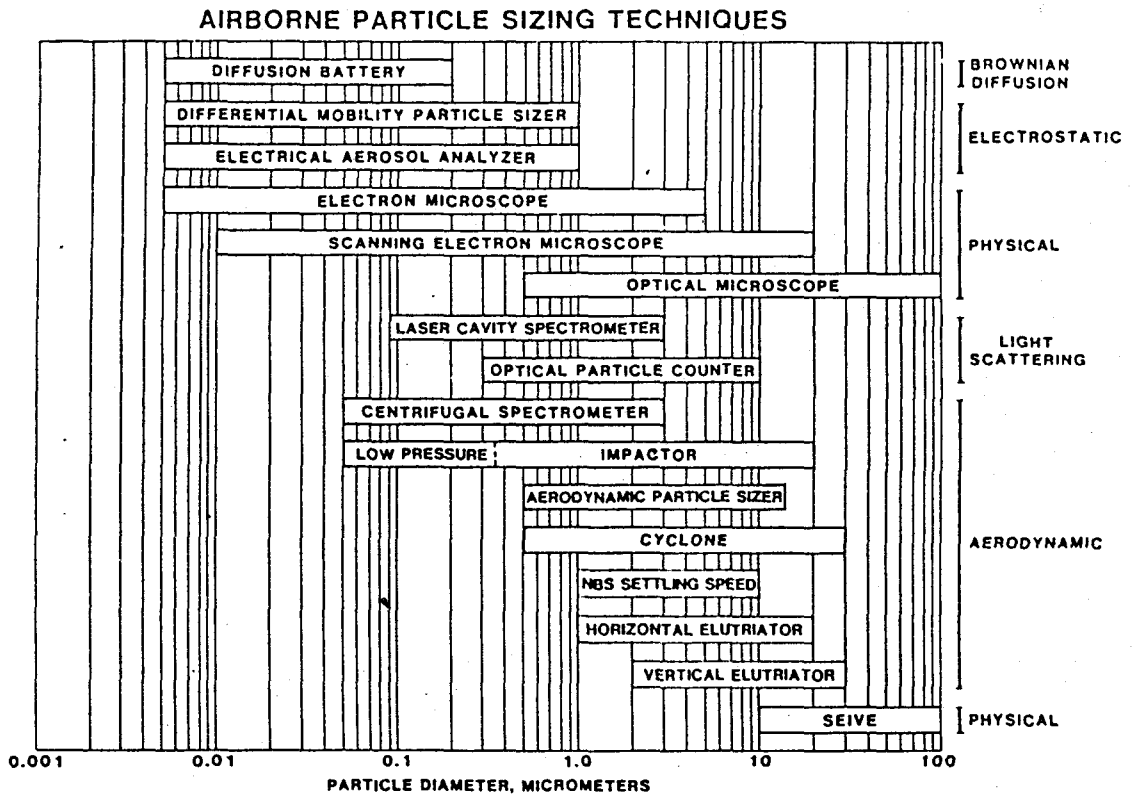 AIRBORNE PARTICLE SIZING TECHNIQUES
DIFFUSION BATTERY
BROWNIAN
DIFFUSION
DIFFERENTIAL MOBILITY PARTICLE SIZER
ELECTRICAL AEROSOL ANALYZER
ELECTROSTATIC
ELECTRON MICROSCOPE
SCANNING ELECTRON MICROSCOPE
OPTICAL MICROSCOPE
PHYSICAL
LASER CAVITY SPECTROMETER
OPTICAL PARTICLE COUNTER
LIGHT
SCATTERING
CENTRIFUGAL SPECTROMETER
LOW PRESSURE IMPACTOR
AERODYNAMIC PARTICLE SIZER
CYCLONE
NBS SETTLING SPEED
HORIZONTAL ELUTRIATOR
VERTICAL ELUTRIATOR
AERODYNAMIC
SEIVE
PHYSICAL
0.001 0.01 0.1 1.0 10 100
PARTICLE DIAMETER, MICROMETERS